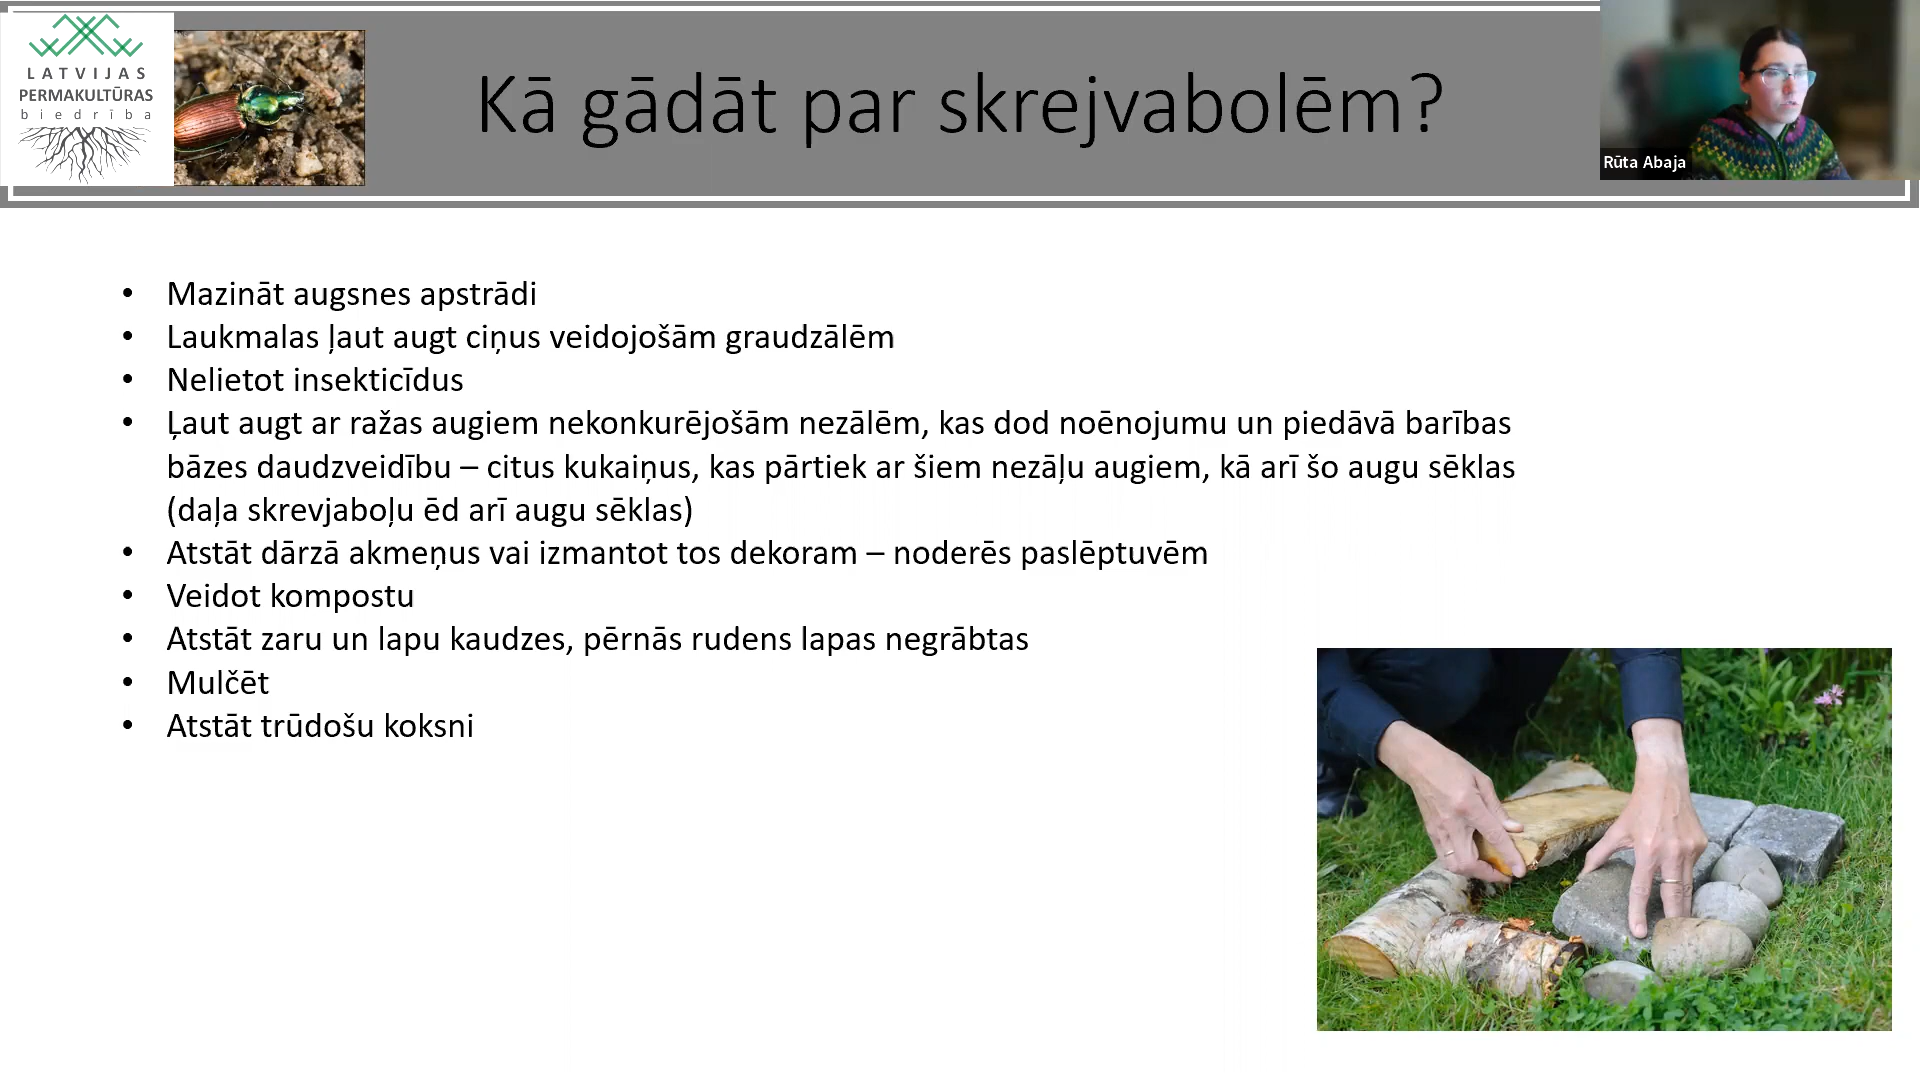 LATVIJAS
PERMAKULTŪRAS
biedrība
Kā gādāt par skrejvabolēm?
Rūta Abaja
• Mazināt augsnes apstrādi
• Laukmalas ļaut augt ciņus veidojošām graudzālēm
• Nelietot insekticīdus
• Ļaut augt ar ražas augiem nekonkurējošām nezālēm, kas dod noēnojumu un piedāvā barības
bāzes daudzveidību – citus kukaiņus, kas pārtiek ar šiem nezāļu augiem, kā arī šo augu sēklas
(daļa skrevjaboļu ēd arī augu sēklas)
• Atstāt dārzā akmeņus vai izmantot tos dekoram – noderēs paslēptuvēm
• Veidot kompostu
• Atstāt zaru un lapu kaudzes, pērnās rudens lapas negrābtas
• Mulčēt
• Atstāt trūdošu koksni